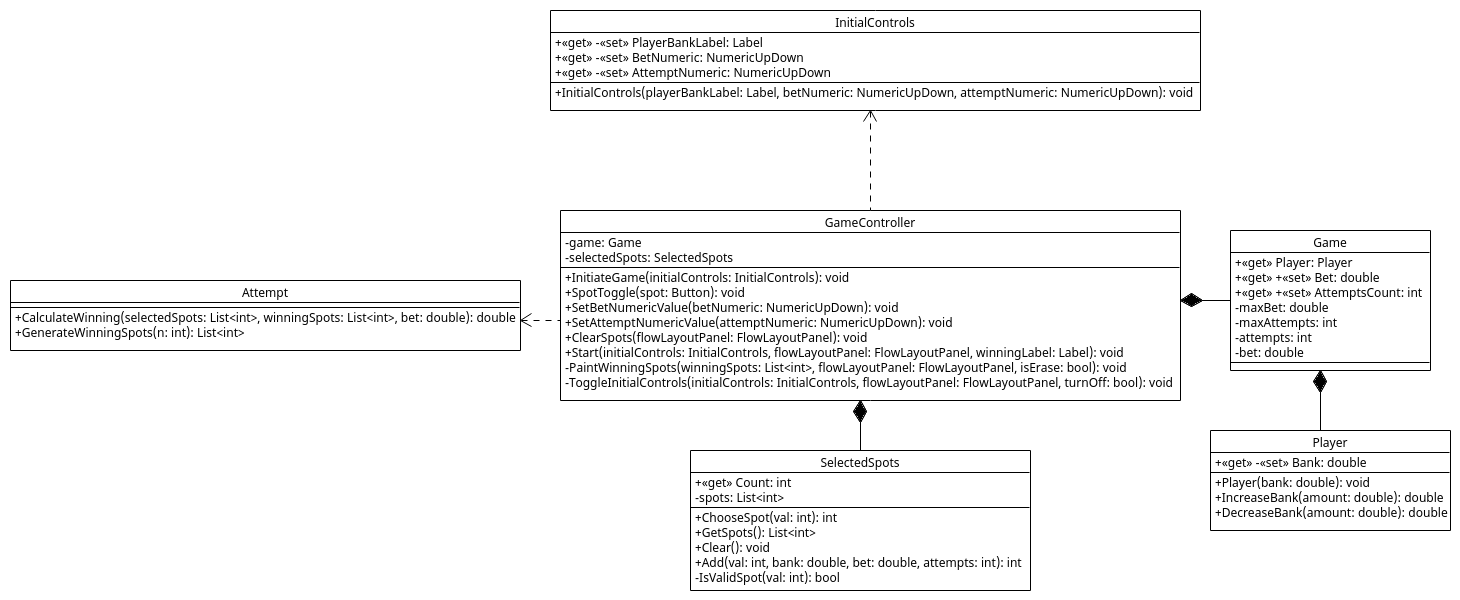 InitialControls
+«get» -«set» PlayerBankLabel: Label
+«get» -«set» BetNumeric: NumericUpDown
+«get» -«set» AttemptNumeric: NumericUpDown
+InitialControls(playerBankLabel: Label, betNumeric: NumericUpDown, attemptNumeric: NumericUpDown): void
GameController
-game: Game
-selectedSpots: SelectedSpots
+InitiateGame(initialControls: InitialControls): void
+SpotToggle(spot: Button): void
+SetBetNumericValue(betNumeric: NumericUpDown): void
+SetAttemptNumericValue(attemptNumeric: NumericUpDown): void
+ClearSpots(flowLayoutPanel: FlowLayoutPanel): void
+Start(initialControls: InitialControls, flowLayoutPanel: FlowLayoutPanel, winningLabel: Label): void
-PaintWinningSpots(winningSpots: List<int>, flowLayoutPanel: FlowLayoutPanel, isErase: bool): void
-ToggleInitialControls(initialControls: InitialControls, flowLayoutPanel: FlowLayoutPanel, turnOff: bool): void
Game
+«get» Player: Player
+«get» +«set» Bet: double
+«get» +«set» AttemptsCount: int
-maxBet: double
-maxAttempts: int
-attempts: int
-bet: double
Attempt
+CalculateWinning(selectedSpots: List<int>, winningSpots: List<int>, bet: double): double
+GenerateWinningSpots(n: int): List<int>
SelectedSpots
+«get» Count: int
-spots: List<int>
+ChooseSpot(val: int): int
+GetSpots(): List<int>
+Clear(): void
+Add(val: int, bank: double, bet: double, attempts: int): int
-IsValidSpot(val: int): bool
Player
+«get» -«set» Bank: double
+Player(bank: double): void
+IncreaseBank(amount: double): double
+DecreaseBank(amount: double): double